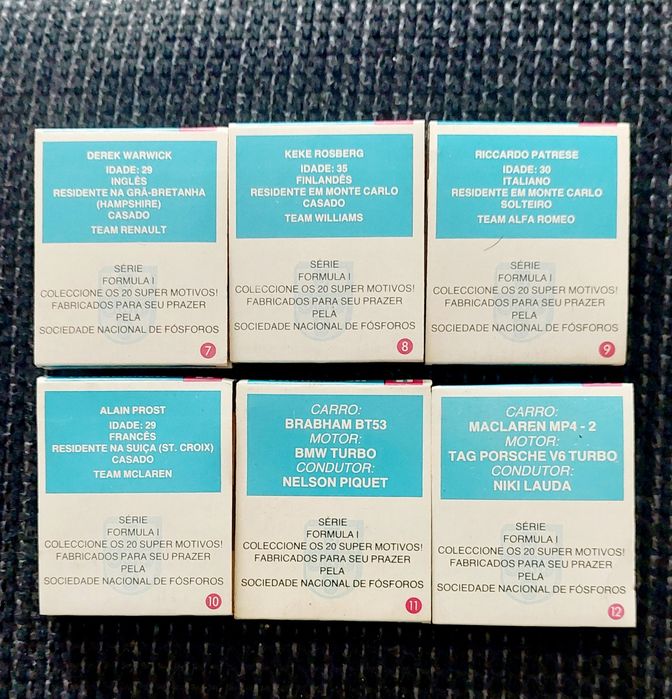 DEREK WARWICK
IDADE: 29
INGLÊS
RESIDENTE NA GRÃ-BRETANHA
(HAMPSHIRE)
CASADO
TEAM RENAULT
SÉRIE
FORMULA I
COLECCIONE OS 20 SUPER MOTIVOS!
FABRICADOS PARA SEU PRAZER
PELA
SOCIEDADE NACIONAL DE FÓSFOROS
7
KEKE ROSBERG
IDADE: 35
FINLANDÊS
RESIDENTE EM MONTE CARLO
CASADO
TEAM WILLIAMS
SÉRIE
FORMULA I
COLECCIONE OS 20 SUPER MOTIVOS!
FABRICADOS PARA SEU PRAZER
PELA
SOCIEDADE NACIONAL DE FÓSFOROS
8
RICCARDO PATRESE
IDADE: 30
ITALIANO
RESIDENTE EM MONTE CARLO
SOLTEIRO
TEAM ALFA ROMEO
SÉRIE
FORMULA I
COLECCIONE OS 20 SUPER MOTIVOS!
FABRICADOS PARA SEU PRAZER
PELA
SOCIEDADE NACIONAL DE FÓSFOROS
9
ALAIN PROST
IDADE: 29
FRANCÊS
RESIDENTE NA SUIÇA (ST. CROIX)
CASADO
TEAM MCLAREN
SÉRIE
FORMULA I
COLECCIONE OS 20 SUPER MOTIVOS!
FABRICADOS PARA SEU PRAZER
PELA
SOCIEDADE NACIONAL DE FÓSFOROS
10
CARRO:
BRABHAM BT53
MOTOR:
BMW TURBO
CONDUTOR:
NELSON PIQUET
SÉRIE
FORMULA I
COLECCIONE OS 20 SUPER MOTIVOS!
FABRICADOS PARA SEU PRAZER
PELA
SOCIEDADE NACIONAL DE FÓSFOROS
11
CARRO:
MACLAREN MP4 - 2
MOTOR:
TAG PORSCHE V6 TURBO
CONDUTOR:
NIKI LAUDA
SÉRIE
FORMULA I
COLECCIONE OS 20 SUPER MOTIVOS!
FABRICADOS PARA SEU PRAZER
PELA
SOCIEDADE NACIONAL DE FÓSFOROS
12